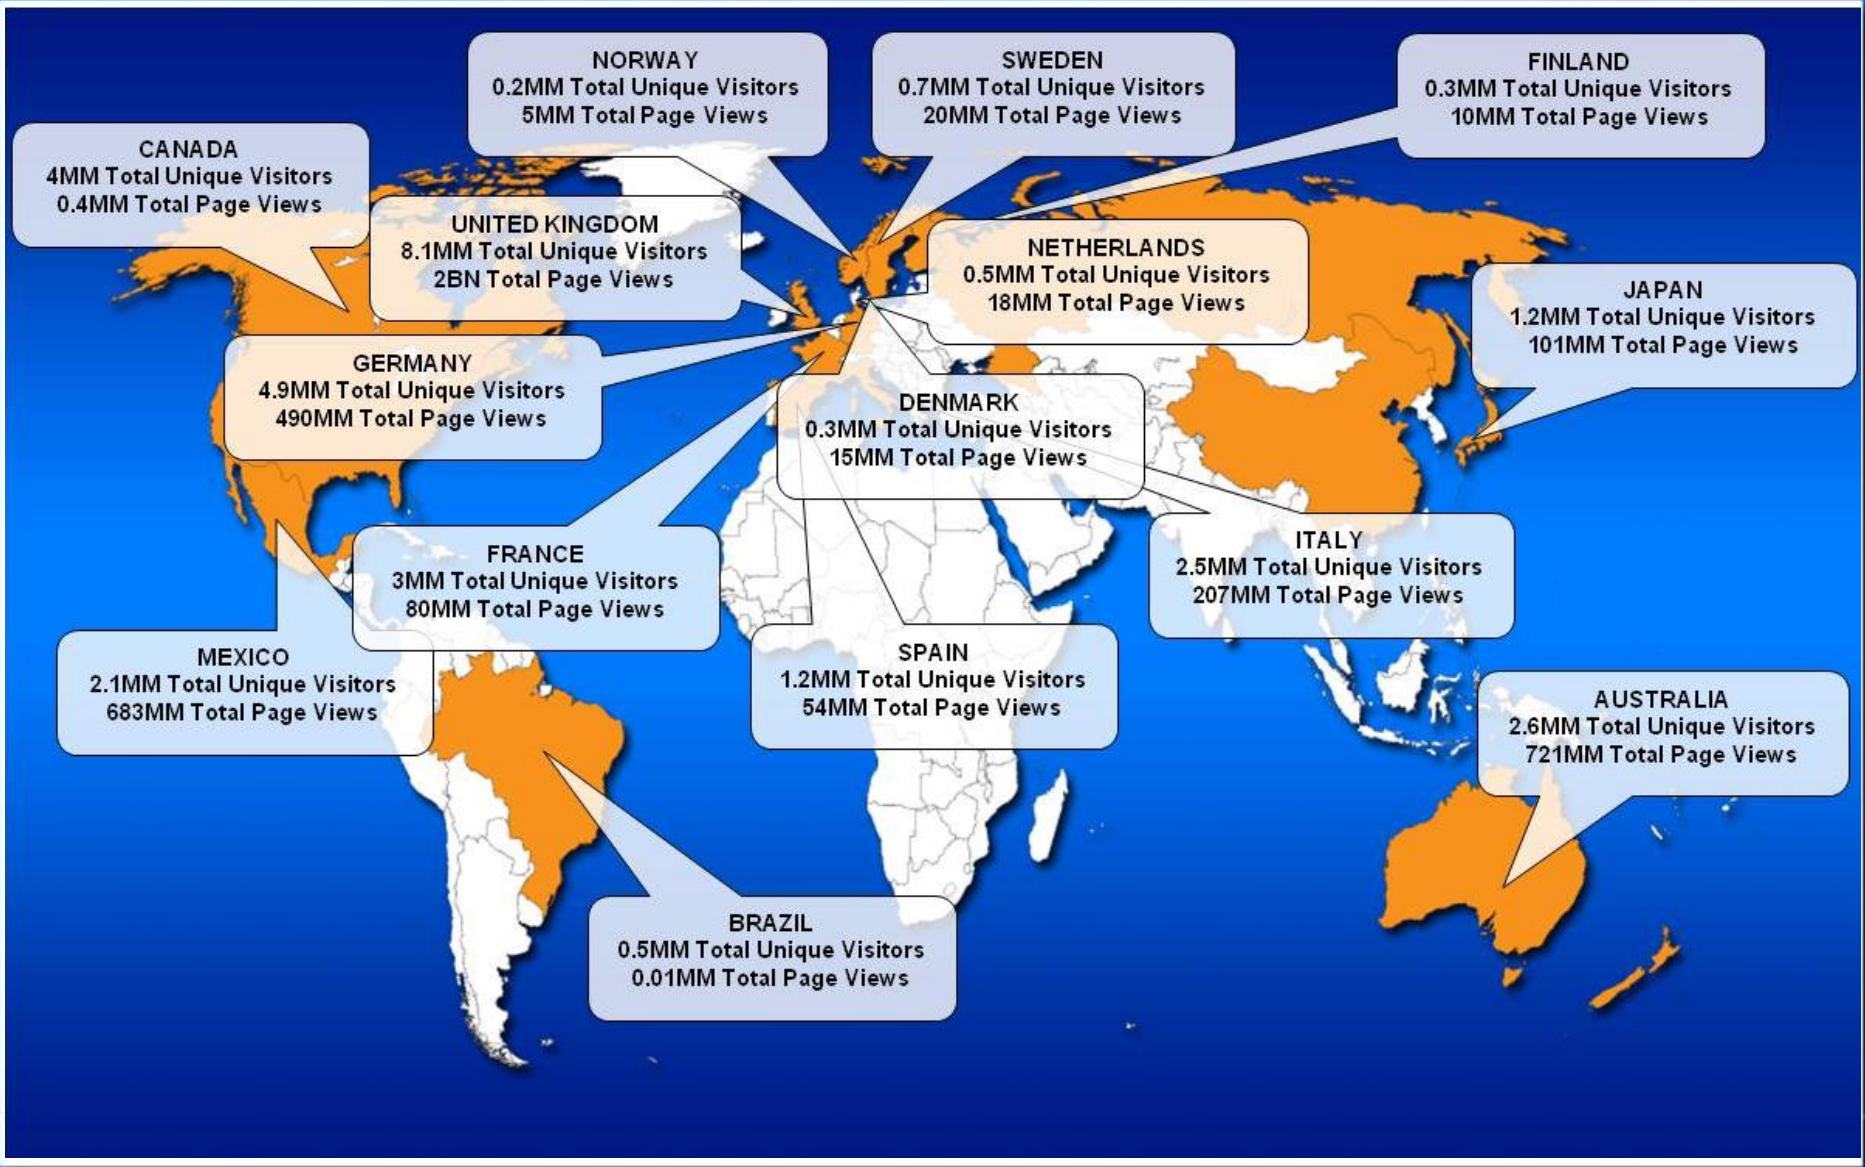 NORWAY
0.2MM Total Unique Visitors
5MM Total Page Views
SWEDEN
0.7MM Total Unique Visitors
20MM Total Page Views
FINLAND
0.3MM Total Unique Visitors
10MM Total Page Views
CANADA
4MM Total Unique Visitors
0.4MM Total Page Views
UNITED KINGDOM
8.1MM Total Unique Visitors
2BN Total Page Views
NETHERLANDS
0.5MM Total Unique Visitors
18MM Total Page Views
JAPAN
1.2MM Total Unique Visitors
101MM Total Page Views
GERMANY
4.9MM Total Unique Visitors
490MM Total Page Views
DENMARK
0.3MM Total Unique Visitors
15MM Total Page Views
FRANCE
3MM Total Unique Visitors
80MM Total Page Views
ITALY
2.5MM Total Unique Visitors
207MM Total Page Views
MEXICO
2.1MM Total Unique Visitors
683MM Total Page Views
SPAIN
1.2MM Total Unique Visitors
54MM Total Page Views
AUSTRALIA
2.6MM Total Unique Visitors
721MM Total Page Views
BRAZIL
0.5MM Total Unique Visitors
0.01MM Total Page Views